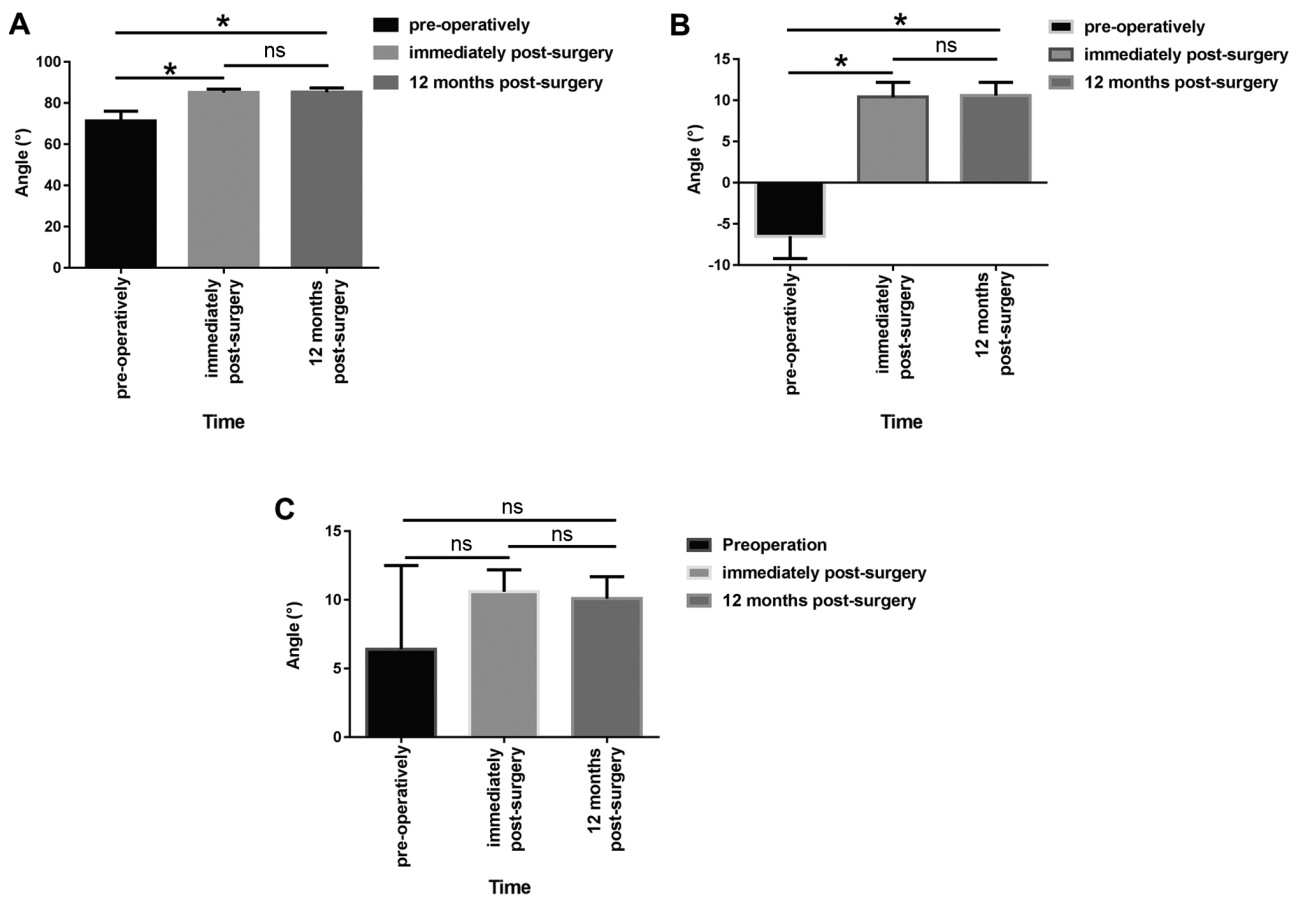 A
*
*
ns
pre-operatively
immediately post-surgery
12 months post-surgery
Angle (°)
100
80
60
40
20
0
pre-operatively
immediately
post-surgery
12 months
post-surgery
Time
B
*
*
ns
pre-operatively
immediately post-surgery
12 months post-surgery
Angle (°)
15
10
5
0
-5
-10
pre-operatively
immediately
post-surgery
12 months
post-surgery
Time
C
ns
ns
ns
Preoperation
immediately post-surgery
12 months post-surgery
Angle (°)
15
10
5
0
pre-operatively
immediately
post-surgery
12 months
post-surgery
Time